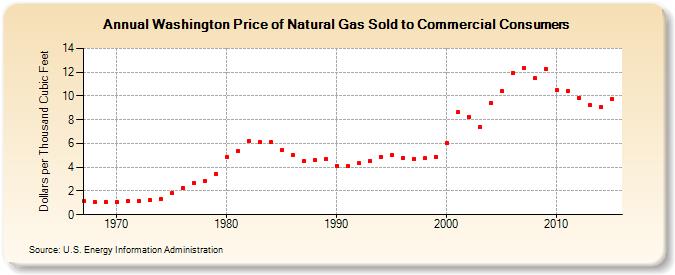 Annual Washington Price of Natural Gas Sold to Commercial Consumers
Dollars per Thousand Cubic Feet
14
12
10
8
6
4
2
0
1970 1980 1990 2000 2010
Source: U.S. Energy Information Administration